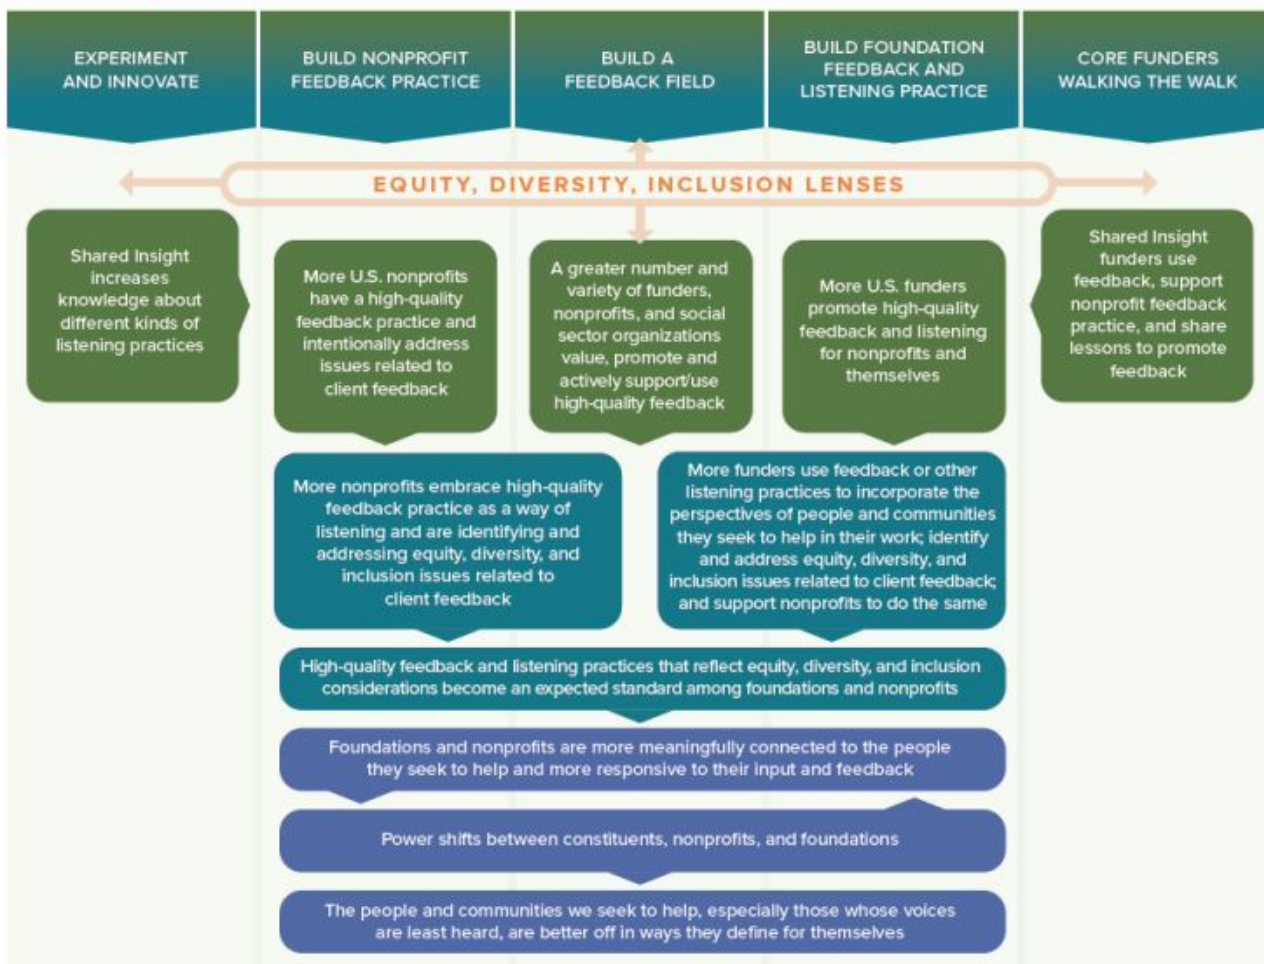 EXPERIMENT
AND INNOVATE
BUILD NONPROFIT
FEEDBACK PRACTICE
BUILD A
FEEDBACK FIELD
BUILD FOUNDATION
FEEDBACK AND
LISTENING PRACTICE
CORE FUNDERS
WALKING THE WALK
EQUITY, DIVERSITY, INCLUSION LENSES
Shared Insight
increases
knowledge about
different kinds of
listening practices
More U.S. nonprofits
have a high-quality
feedback practice and
intentionally address
issues related to
client feedback
A greater number and
variety of funders,
nonprofits, and social
sector organizations
value, promote and
actively support/use
high-quality feedback
More U.S. funders
promote high-quality
feedback and listening
for nonprofits and
themselves
Shared Insight
funders use
feedback, support
nonprofit feedback
practice, and share
lessons to promote
feedback
More nonprofits embrace high-quality
feedback practice as a way of
listening and are identifying and
addressing equity, diversity, and
inclusion issues related to
client feedback
More funders use feedback or other
listening practices to incorporate the
perspectives of people and communities
they seek to help in their work; identify
and address equity, diversity, and
inclusion issues related to client feedback;
and support nonprofits to do the same
High-quality feedback and listening practices that reflect equity, diversity, and inclusion
considerations become an expected standard among foundations and nonprofits
Foundations and nonprofits are more meaningfully connected to the people
they seek to help and more responsive to their input and feedback
Power shifts between constituents, nonprofits, and foundations
The people and communities we seek to help, especially those whose voices
are least heard, are better off in ways they define for themselves